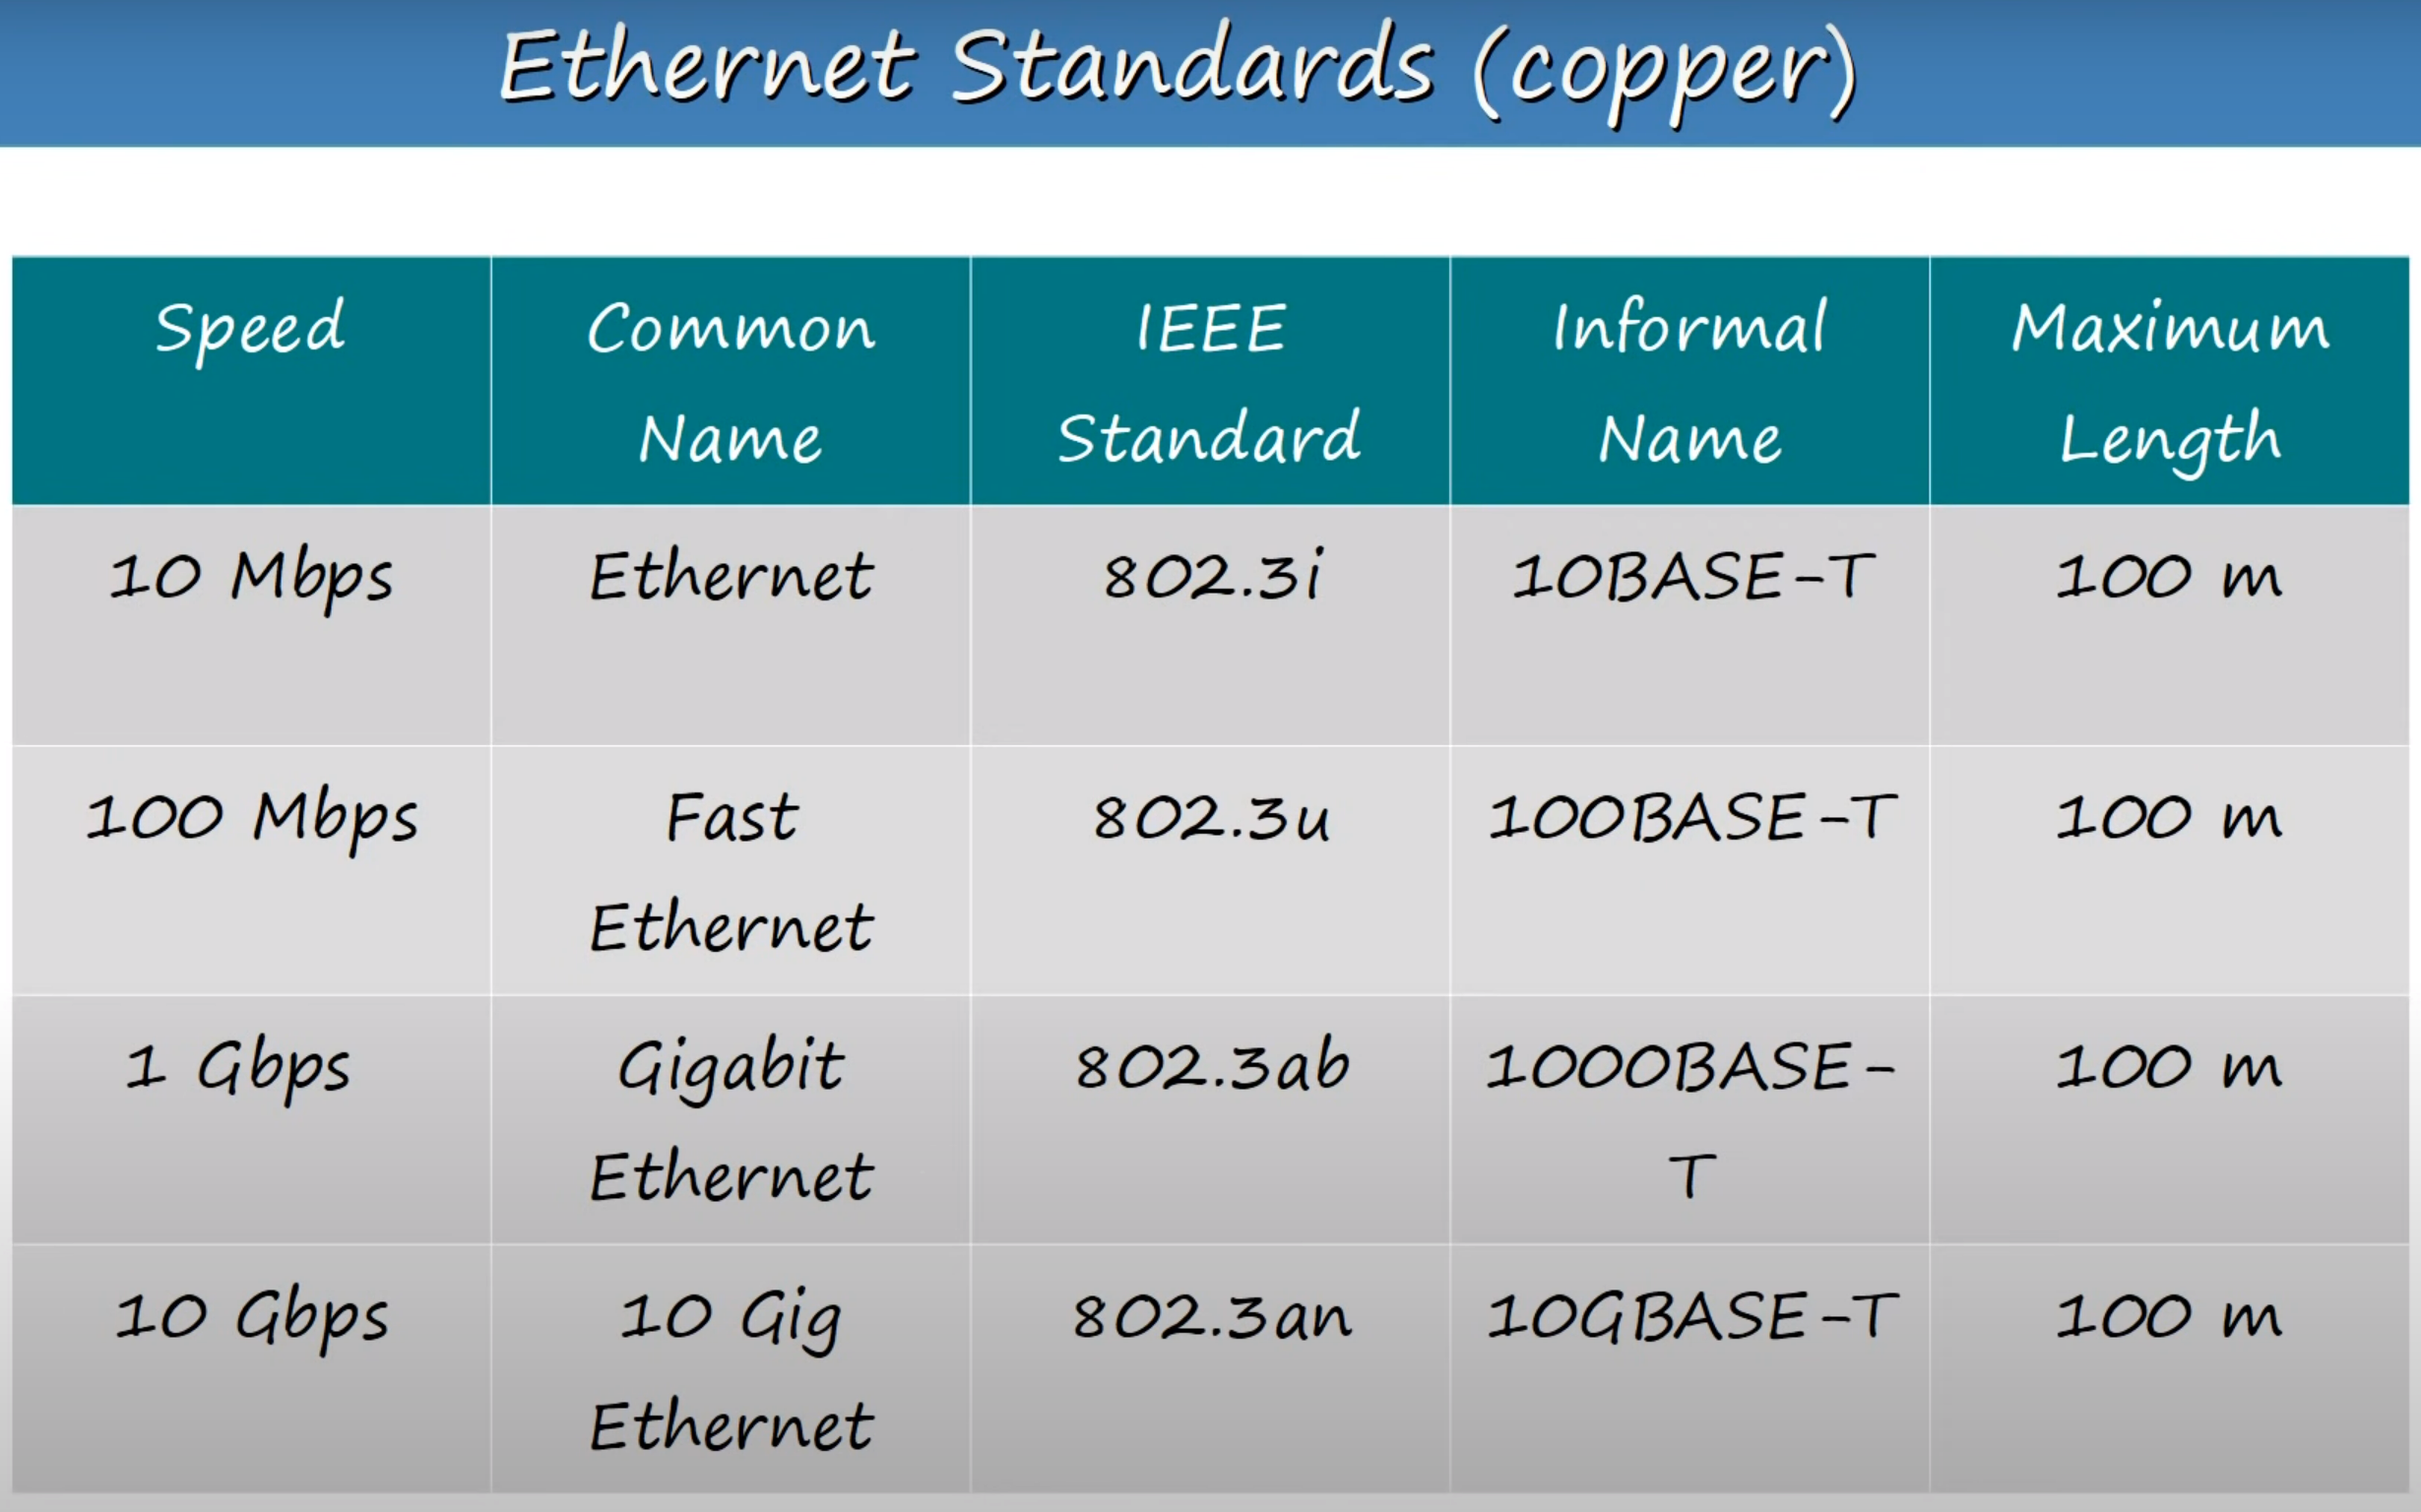 Ethernet Standards (copper)
Speed
Common
Name
IEEE
Standard
Informal
Name
Maximum
Length
10 Mbps
Ethernet
802.3i
10BASE-T
100 m
100 Mbps
Fast
Ethernet
802.3u
100BASE-T
100 m
1 Gbps
Gigabit
Ethernet
802.3ab
1000BASE-
T
100 m
10 Gbps
10 Gig
Ethernet
802.3an
10GBASE-T
100 m